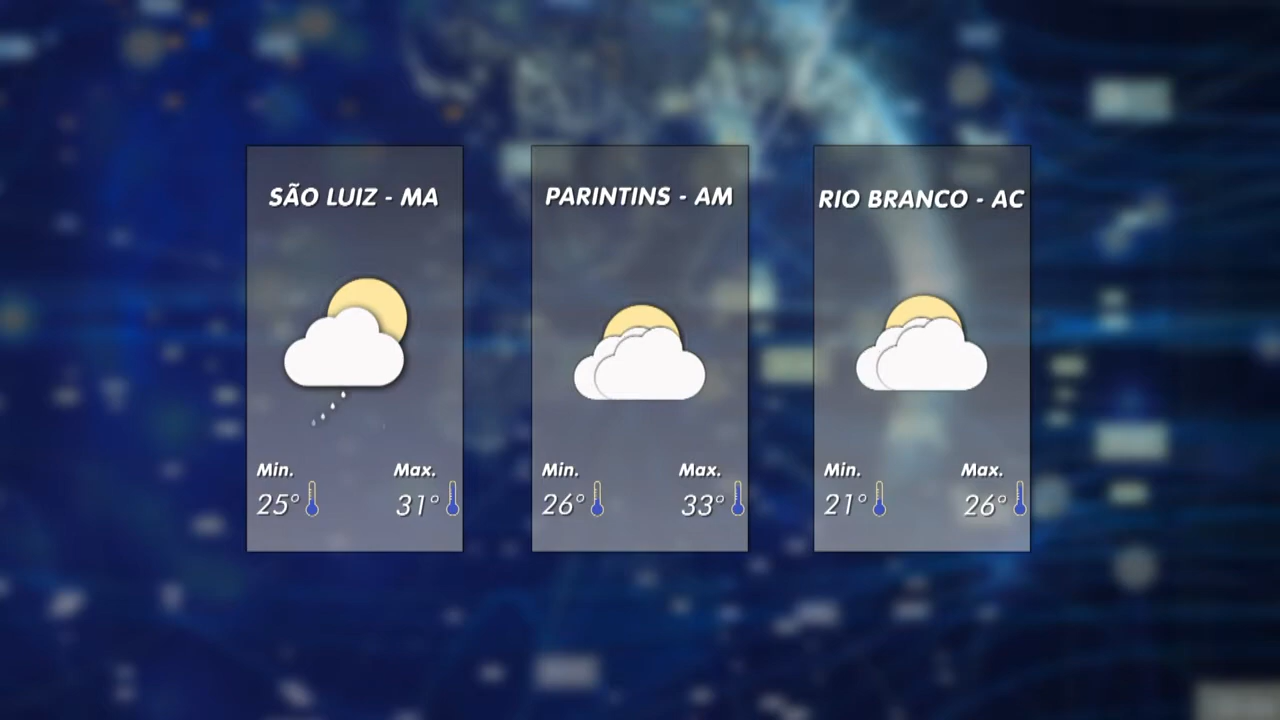 SÃO LUIZ - MA
Min. Max.
25° 31°
PARINTINS - AM
Min. Max.
26° 33°
RIO BRANCO - AC
Min. Max.
21° 26°